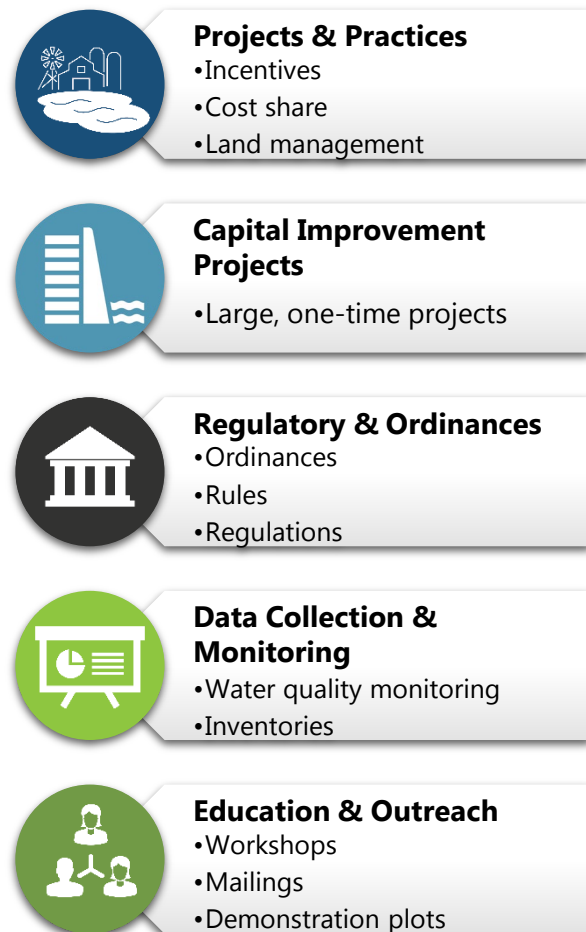 Projects & Practices
•Incentives
•Cost share
•Land management
Capital Improvement
Projects
•Large, one-time projects
Regulatory & Ordinances
•Ordinances
•Rules
•Regulations
Data Collection &
Monitoring
•Water quality monitoring
•Inventories
Education & Outreach
•Workshops
•Mailings
•Demonstration plots